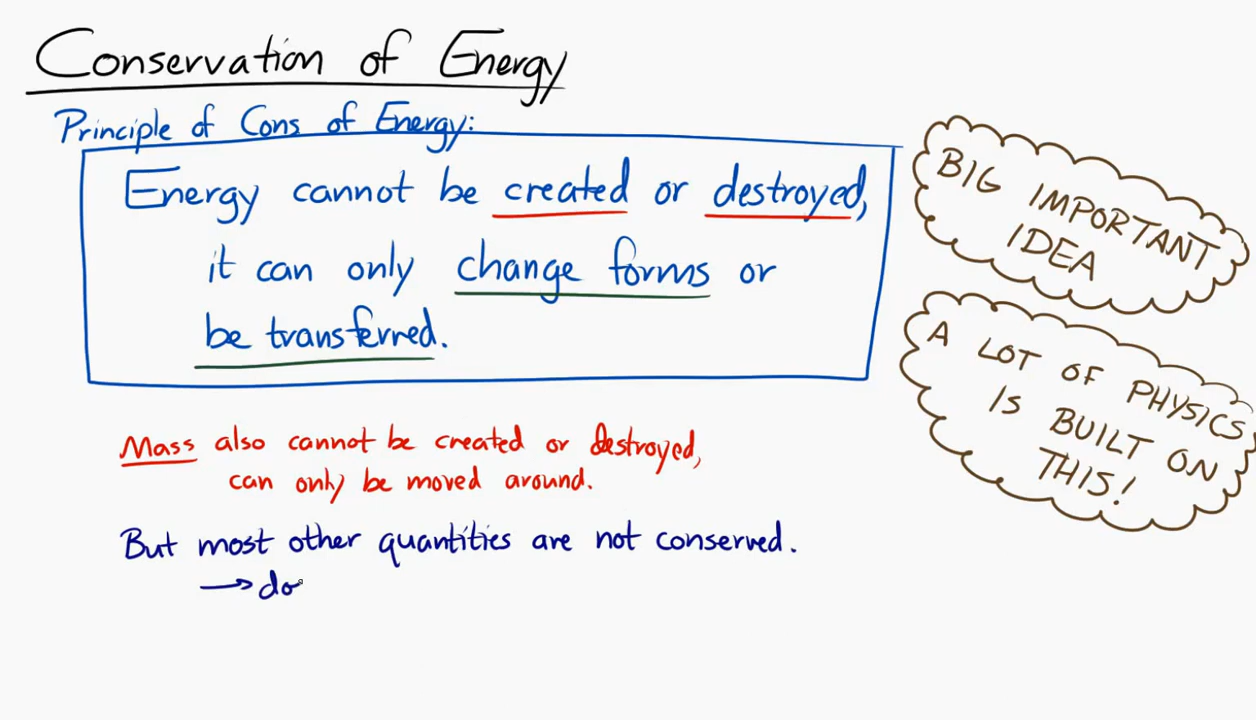 Conservation of Energy
Principle of Cons of Energy:
Energy cannot be created or destroyed,
it can only change forms or
be transferred.
BIG IMPORTANT
IDEA
A LOT OF PHYSICS
IS BUILT ON
THIS!
Mass also cannot be created or destroyed,
can only be moved around.
But most other quantities are not conserved.
→ do